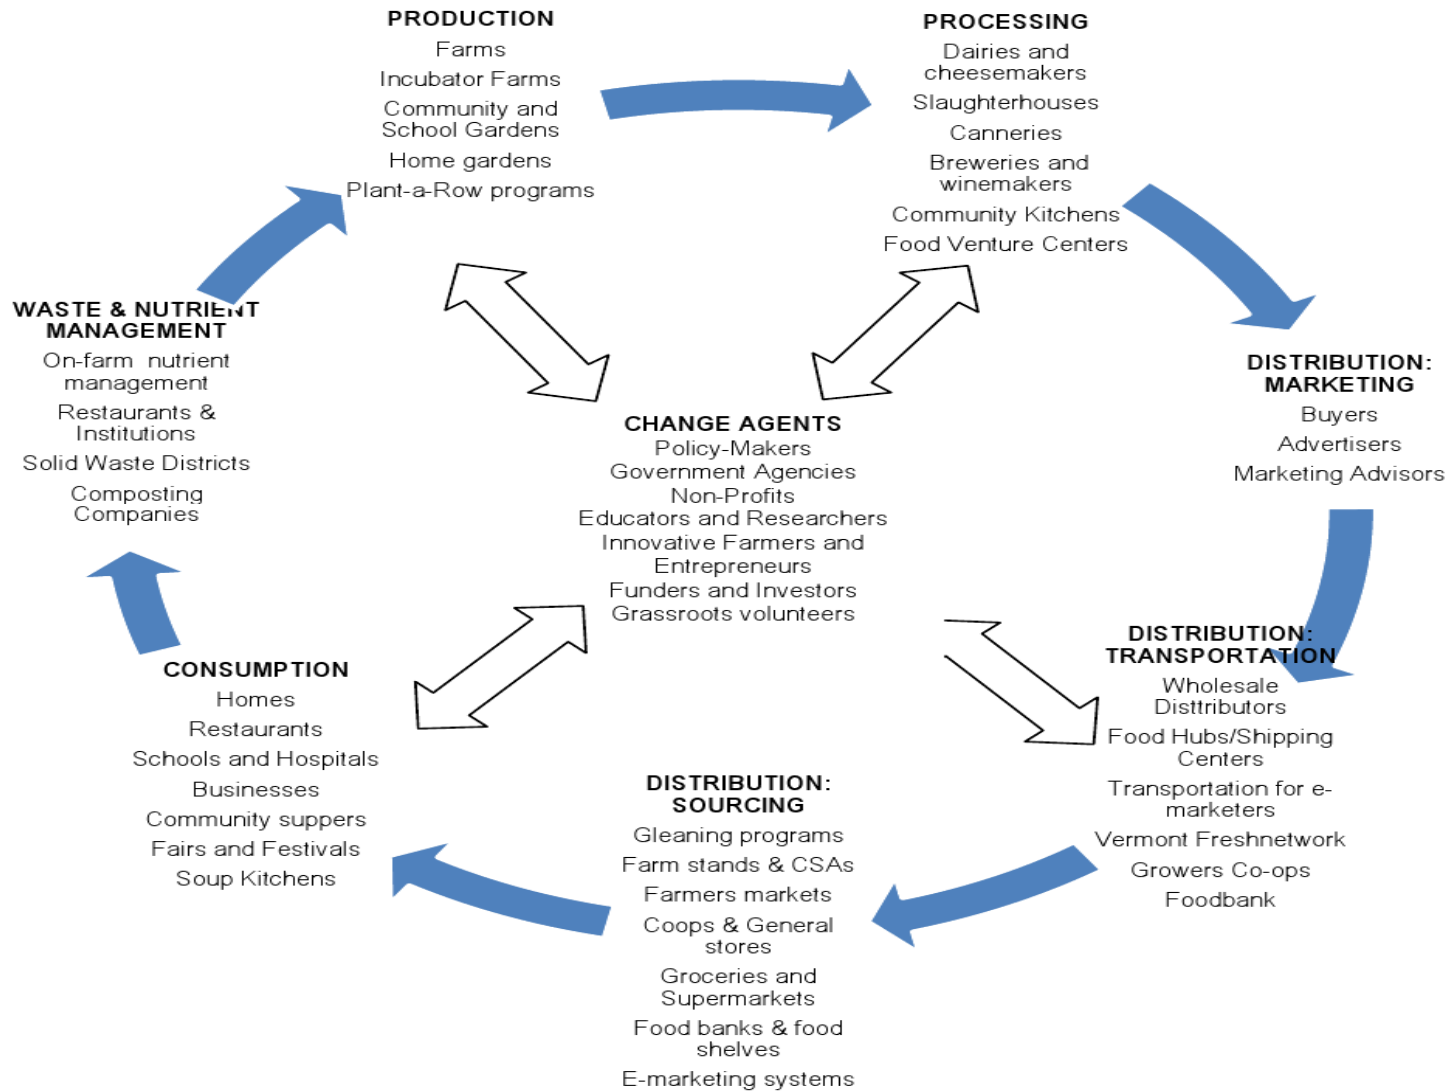 PRODUCTION
Farms
Incubator Farms
Community and
School Gardens
Home gardens
Plant-a-Row programs
PROCESSING
Dairies and
cheesemakers
Slaughterhouses
Canneries
Breweries and
winemakers
Community Kitchens
Food Venture Centers
DISTRIBUTION:
MARKETING
Buyers
Advertisers
Marketing Advisors
DISTRIBUTION:
TRANSPORTATION
Wholesale
Disttributors
Food Hubs/Shipping
Centers
Transportation for e-
marketers
Vermont Freshnetwork
Growers Co-ops
Foodbank
DISTRIBUTION:
SOURCING
Gleaning programs
Farm stands & CSAs
Farmers markets
Coops & General
stores
Groceries and
Supermarkets
Food banks & food
shelves
E-marketing systems
CONSUMPTION
Homes
Restaurants
Schools and Hospitals
Businesses
Community suppers
Fairs and Festivals
Soup Kitchens
WASTE & NUTRIENT
MANAGEMENT
On-farm nutrient
management
Restaurants &
Institutions
Solid Waste Districts
Composting
Companies
CHANGE AGENTS
Policy-Makers
Government Agencies
Non-Profits
Educators and Researchers
Innovative Farmers and
Entrepreneurs
Funders and Investors
Grassroots volunteers